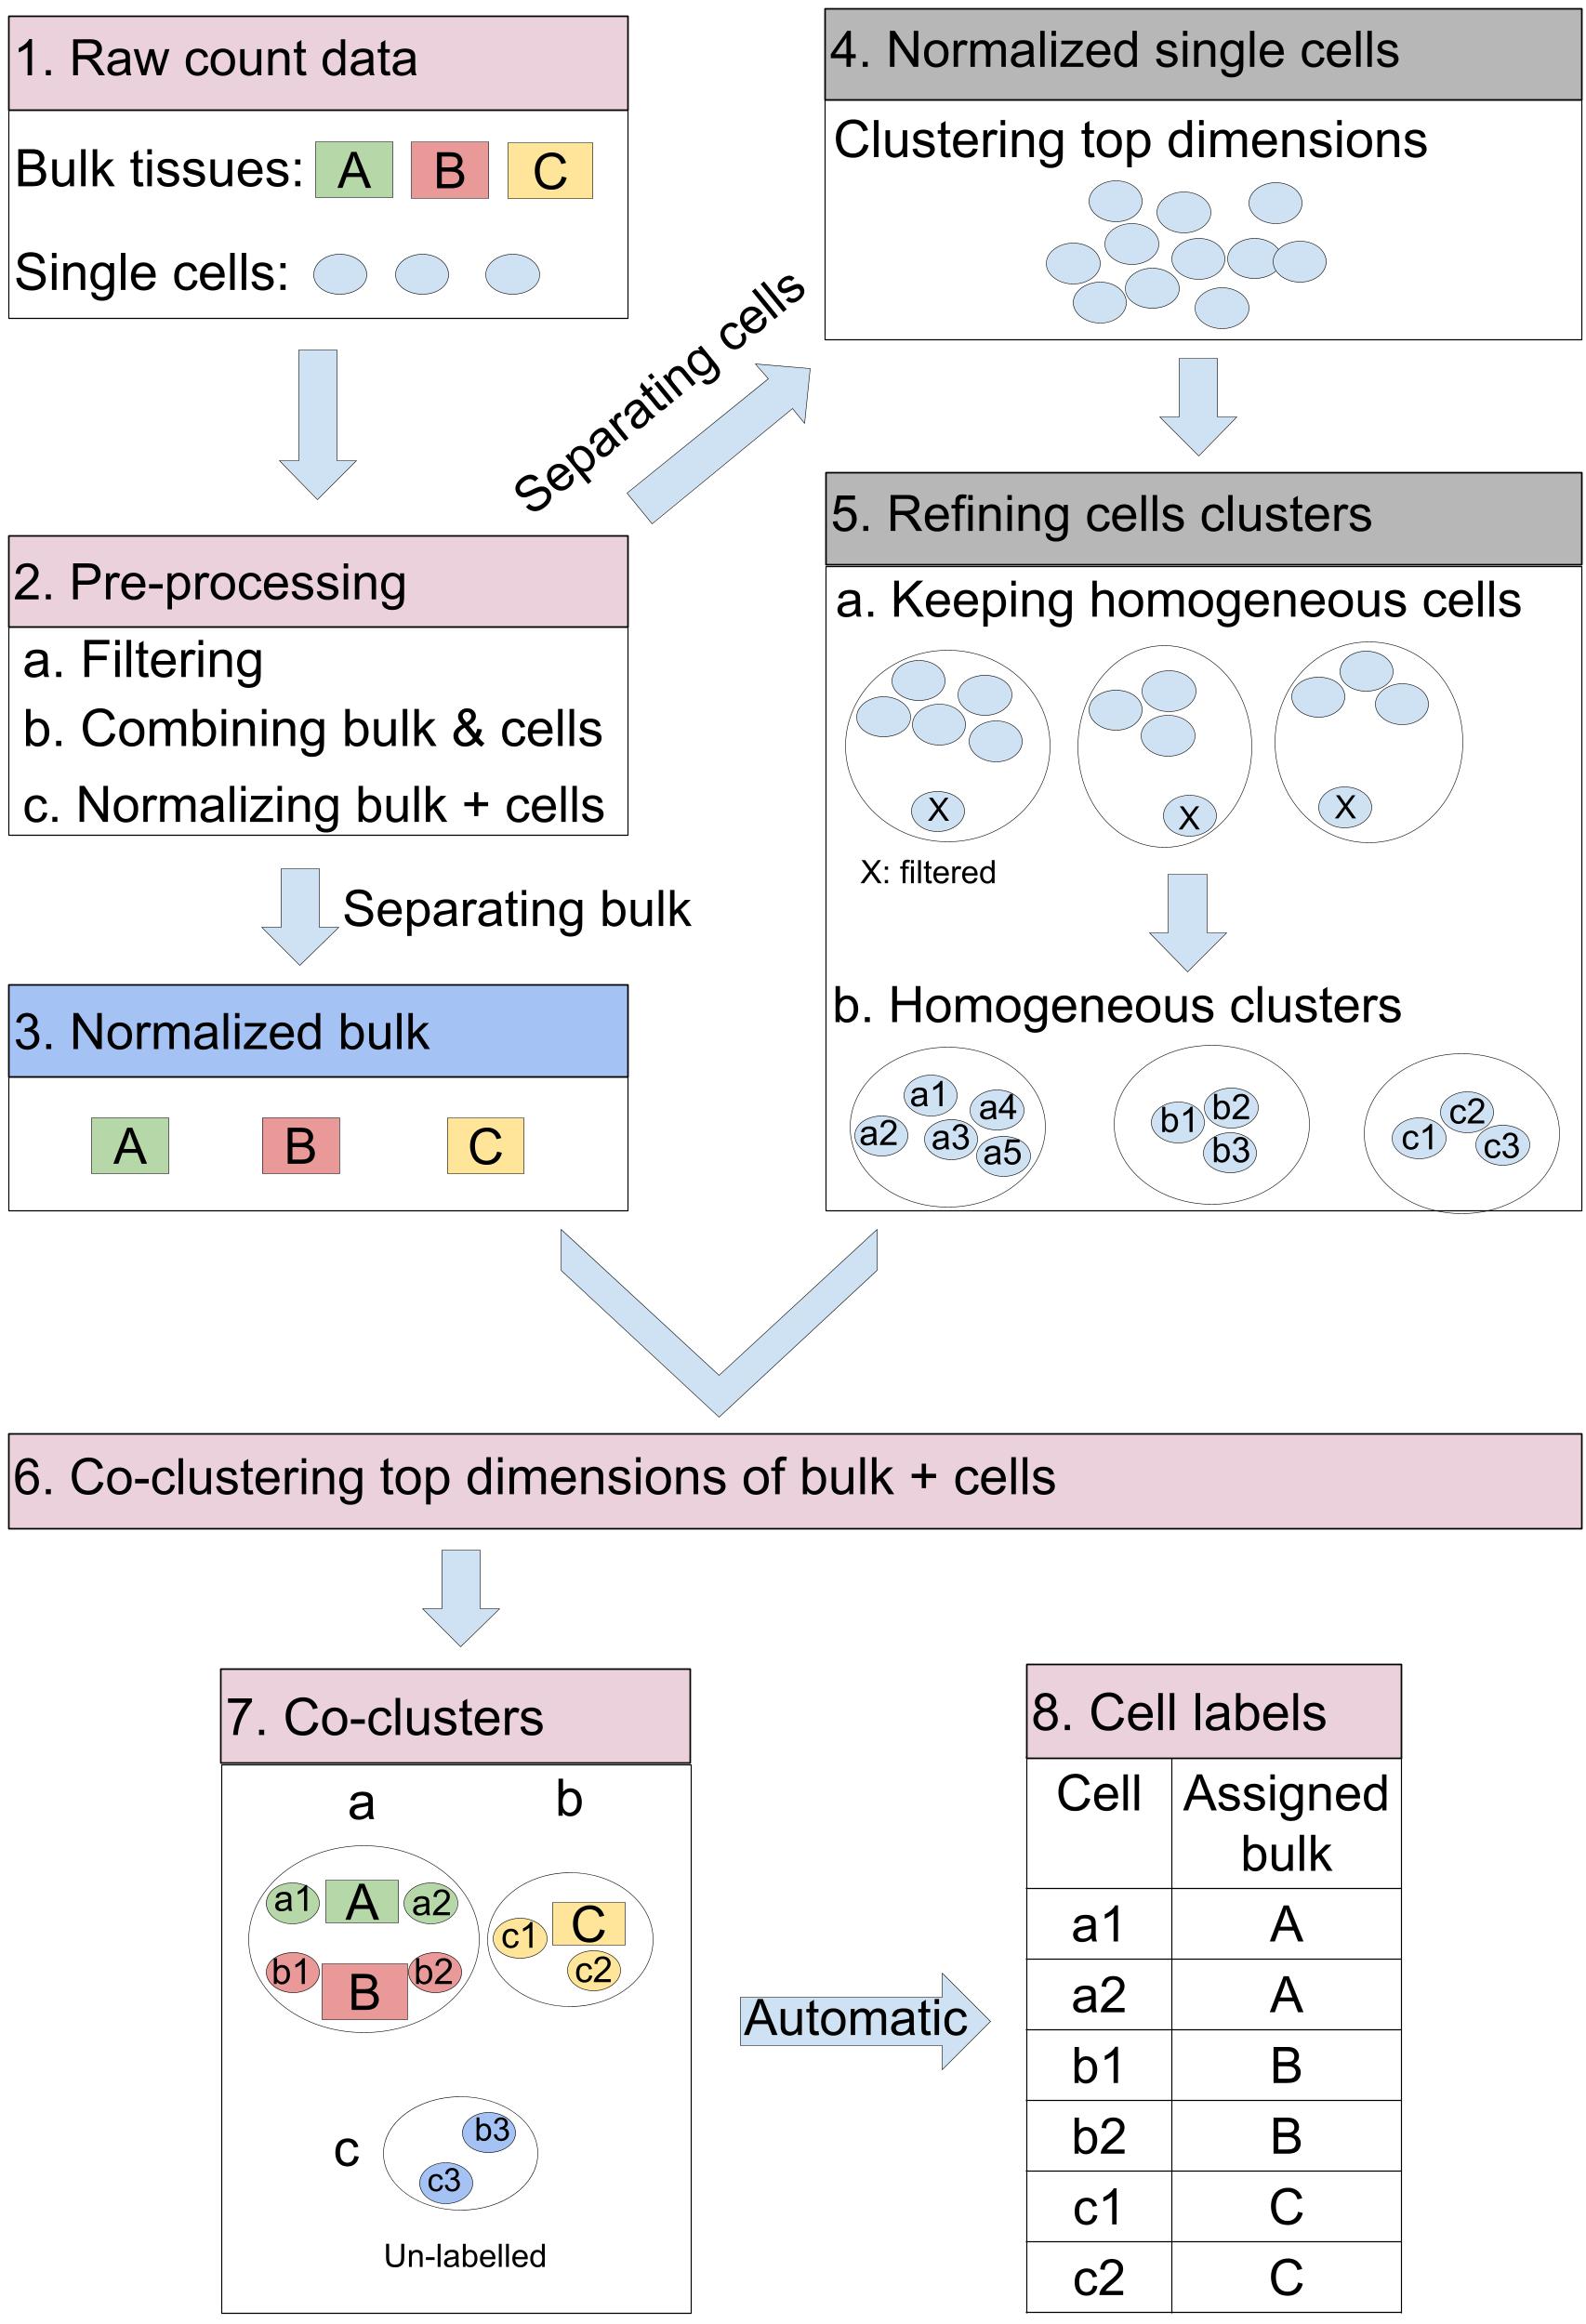 1. Raw count data
Bulk tissues: A B C
Single cells:
Separating cells
2. Pre-processing
a. Filtering
b. Combining bulk & cells
c. Normalizing bulk + cells
Separating bulk
3. Normalized bulk
A B C
4. Normalized single cells
Clustering top dimensions
5. Refining cells clusters
a. Keeping homogeneous cells
X X X
X: filtered
b. Homogeneous clusters
a1 a4 b2 c2
a2 a3 b1 c1
a5 b3 c3
6. Co-clustering top dimensions of bulk + cells
7. Co-clusters
a b
a1 A a2
b1 B b2
c1 C
c2
c b3
c3
Un-labelled
Automatic
8. Cell labels
Cell Assigned
bulk
a1 A
a2 A
b1 B
b2 B
c1 C
c2 C